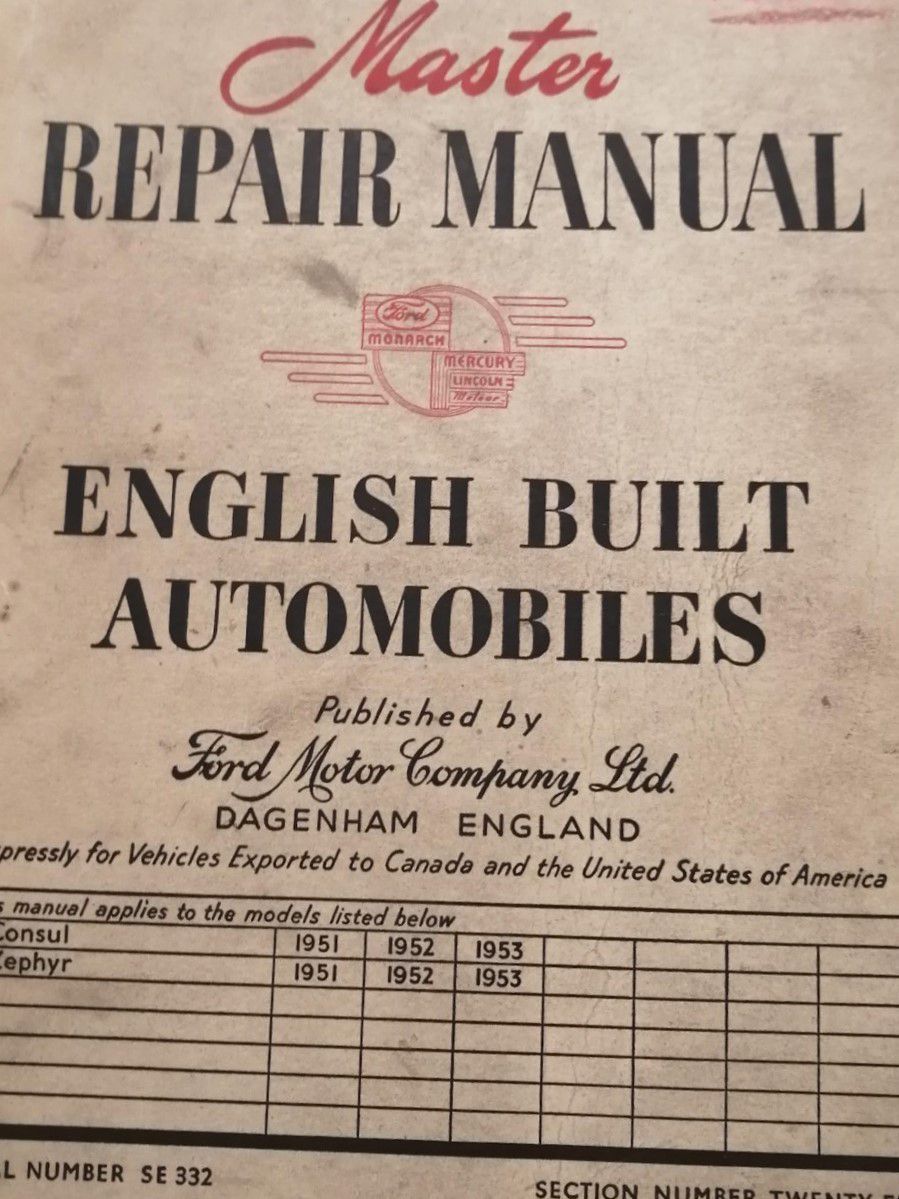 Master
REPAIR MANUAL
Ford
MONARCH
MERCURY
LINCOLN
Meteor
ENGLISH BUILT
AUTOMOBILES
Published by
Ford Motor Company Ltd.
DAGENHAM ENGLAND
pressly for Vehicles Exported to Canada and the United States of America
s manual applies to the models listed below
Consul 1951 1952 1953
Zephyr 1951 1952 1953
L NUMBER SE 332
SECTION NUMBER